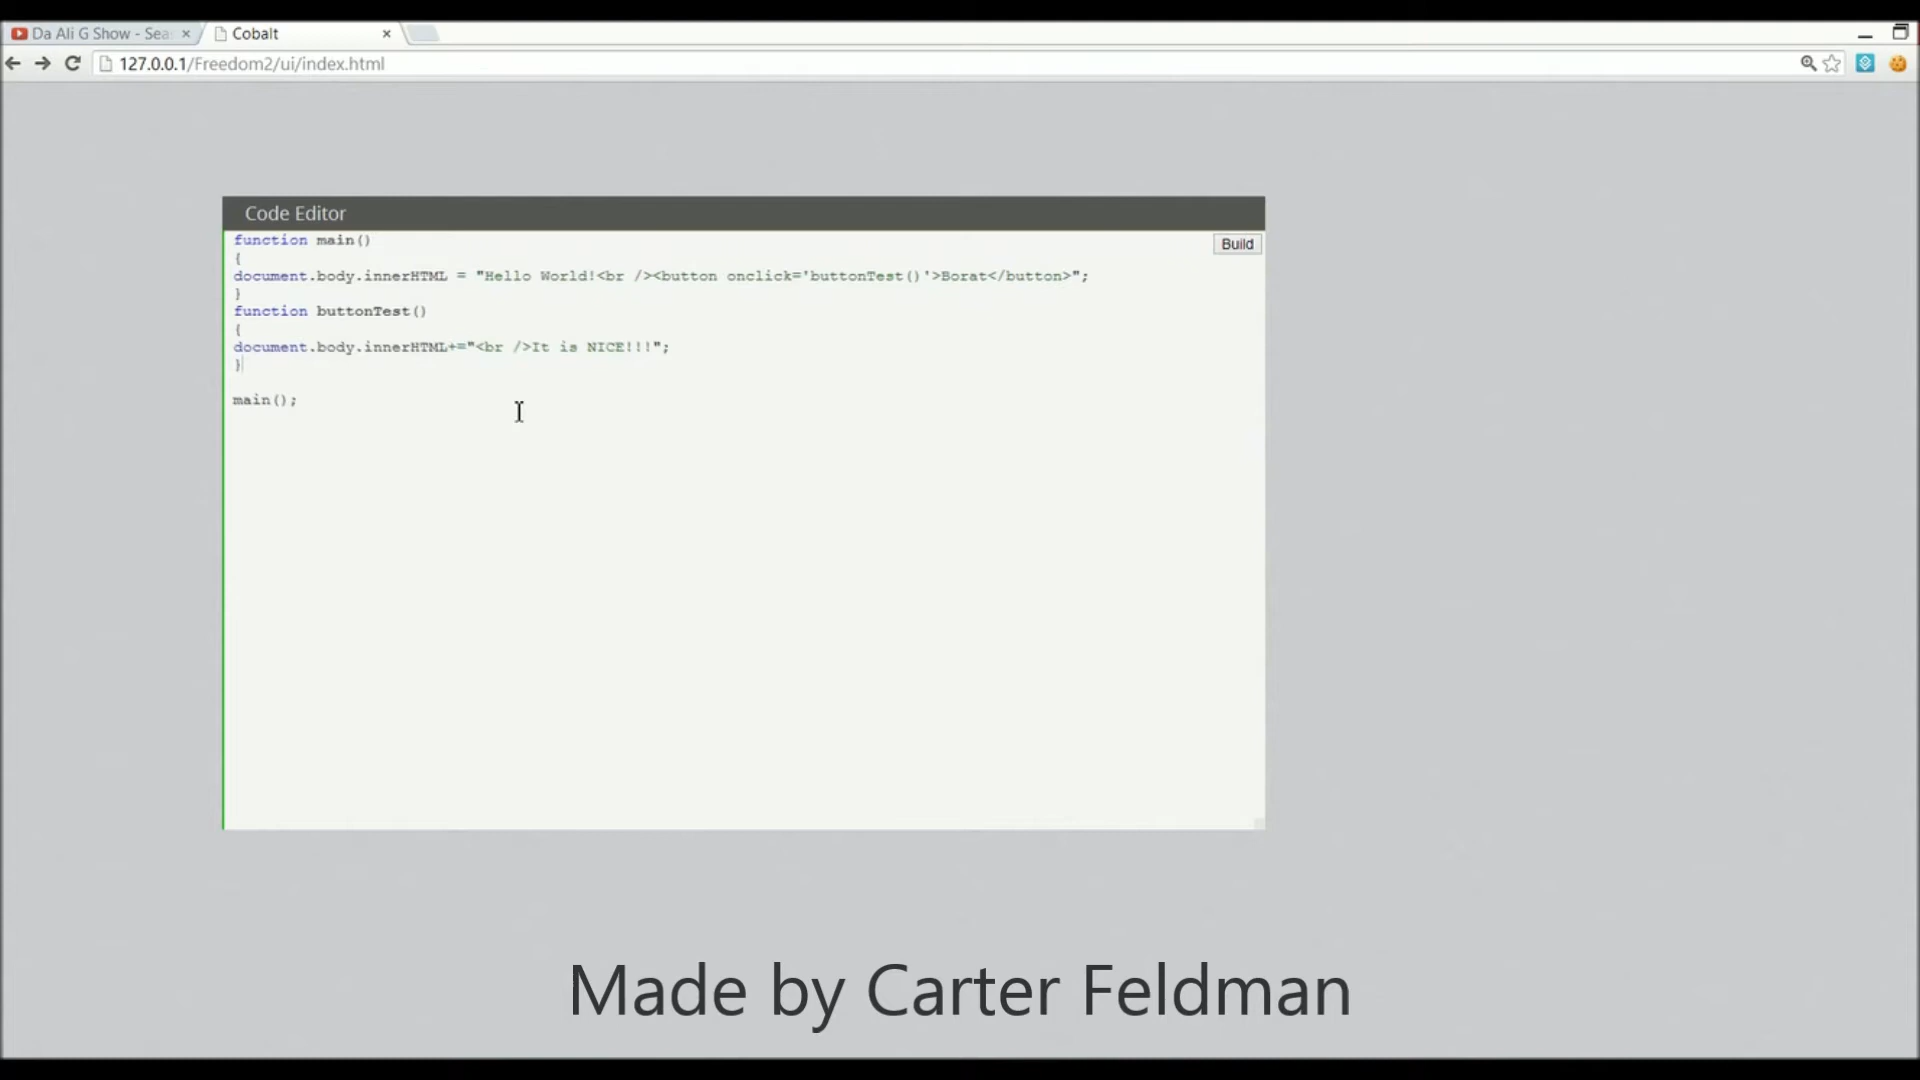 Da Ali G Show - Sea
Cobalt
127.0.0.1/Freedom2/ui/index.html
Code Editor
Build
function main()
{
document.body.innerHTML = "Hello World!<br /><button onclick='buttonTest()'>Borat</button>";
}
function buttonTest()
{
document.body.innerHTML+="<br />It is NICE!!!";
}
main();
Made by Carter Feldman